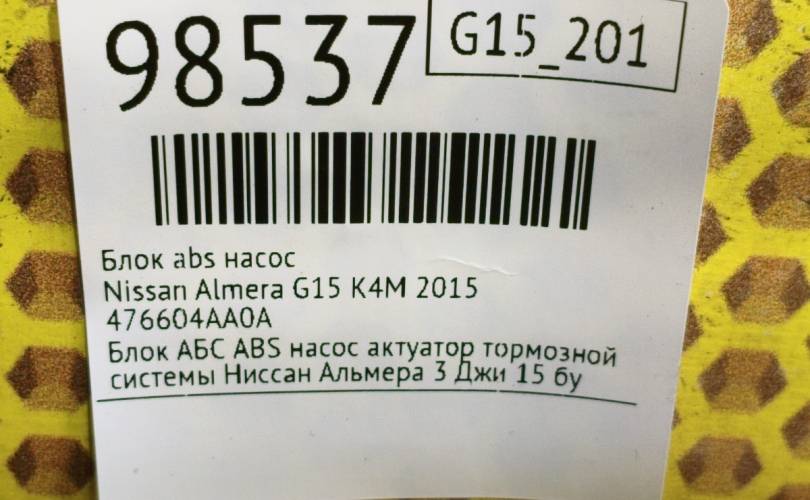 98537
G15_201
Блок abs насос
Nissan Almera G15 K4M 2015
476604AA0A
Блок АБС ABS насос актуатор тормозной
системы Ниссан Альмера 3 Джи 15 бу